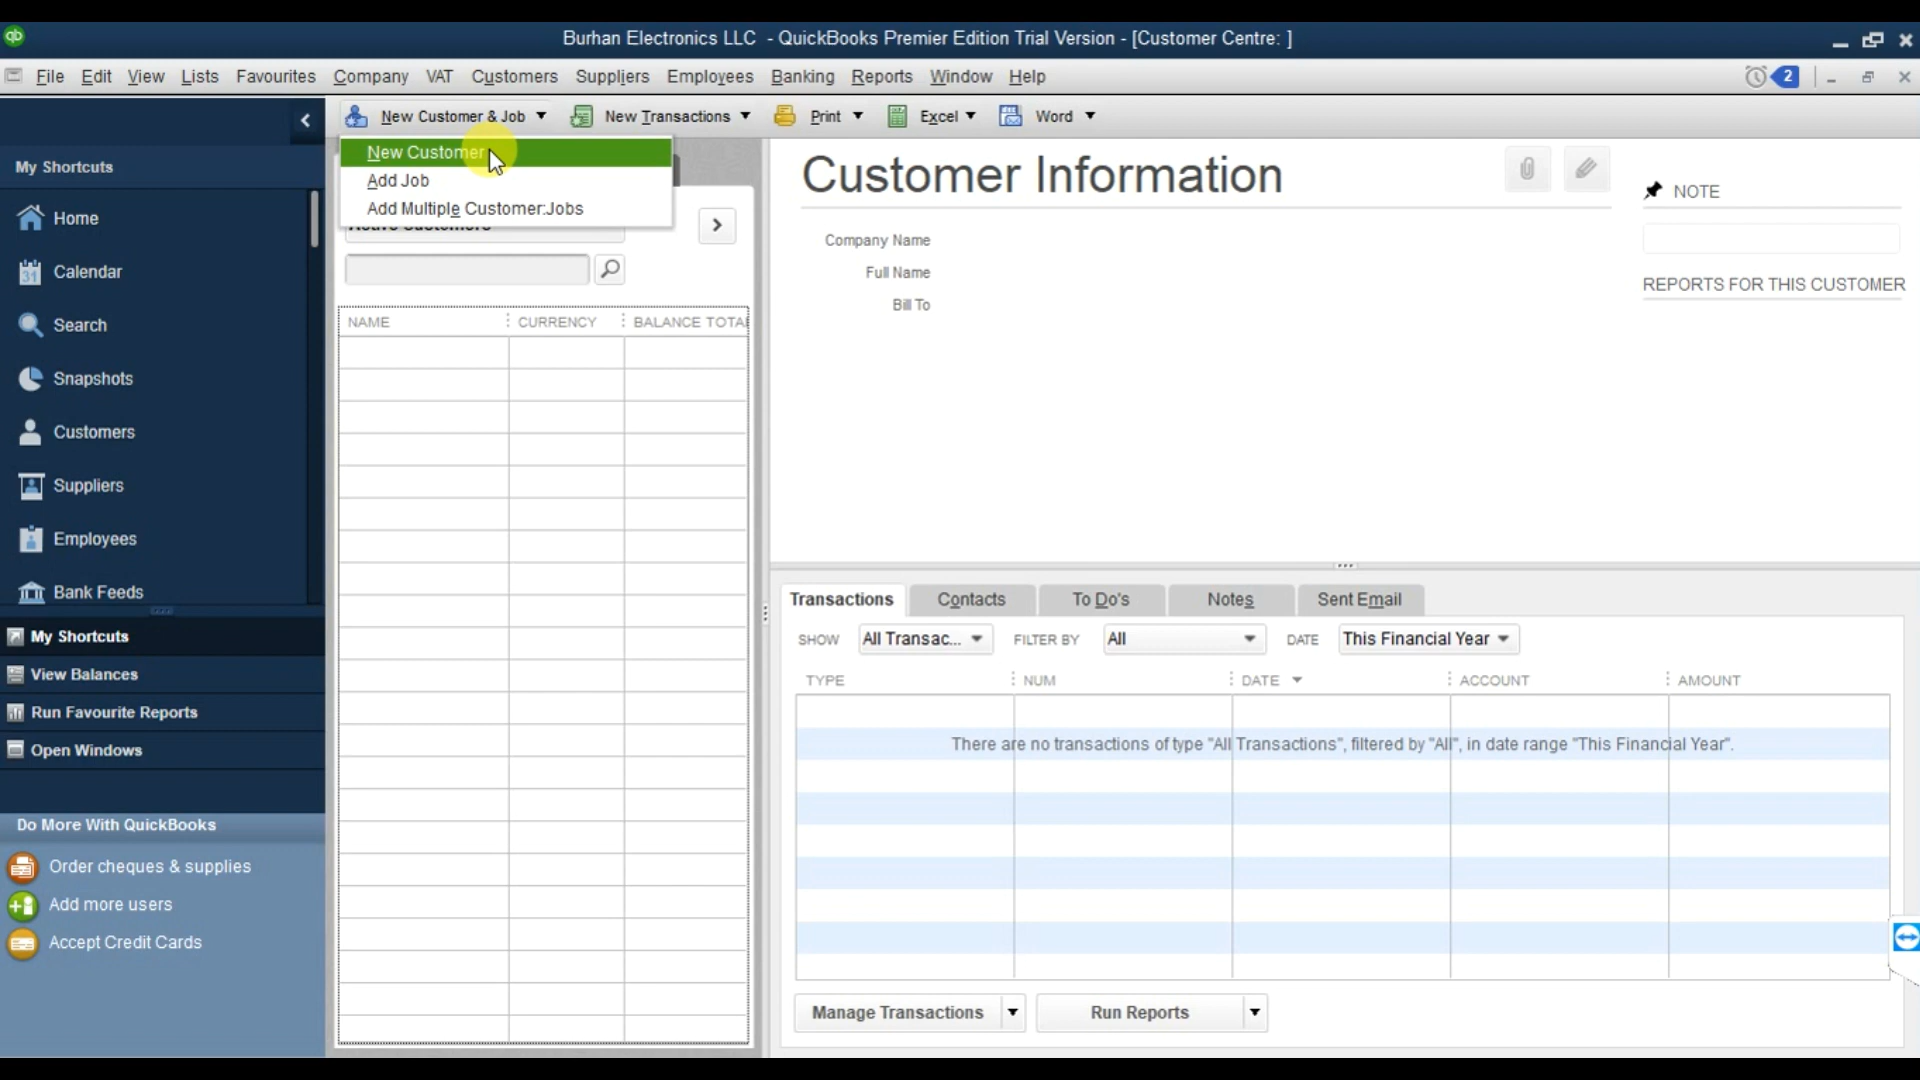 qb
Burhan Electronics LLC - QuickBooks Premier Edition Trial Version - [Customer Centre: ]
File Edit View Lists Favourites Company VAT Customers Suppliers Employees Banking Reports Window Help
2
New Customer & Job New Transactions Print Excel Word
New Customer
Add Job
Add Multiple Customer:Jobs
Active Customers
NAME CURRENCY BALANCE TOTA
My Shortcuts
Home
31 Calendar
Search
Snapshots
Customers
Suppliers
Employees
Bank Feeds
My Shortcuts
View Balances
Run Favourite Reports
Open Windows
Do More With QuickBooks
Order cheques & supplies
Add more users
Accept Credit Cards
Customer Information
Company Name
Full Name
Bill To
NOTE
REPORTS FOR THIS CUSTOMER
Transactions Contacts To Do's Notes Sent Email
SHOW All Transac... FILTER BY All DATE This Financial Year
TYPE NUM DATE ACCOUNT AMOUNT
There are no transactions of type "All Transactions", filtered by "All", in date range "This Financial Year".
Manage Transactions Run Reports